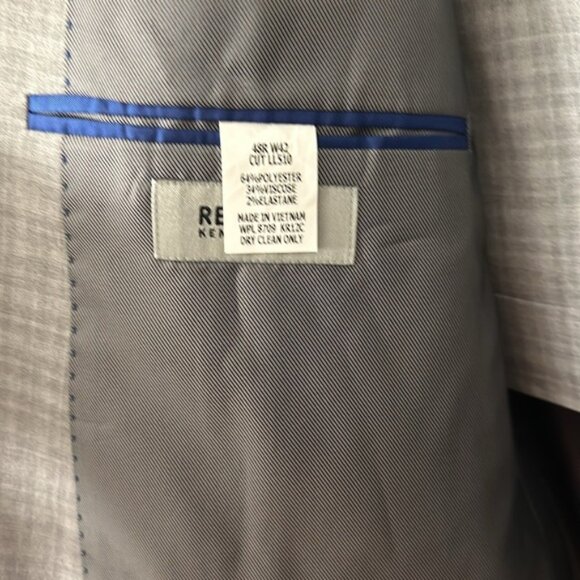 48R W42
CUT LL510
64%POLYESTER
34%VISCOSE
2%ELASTANE
MADE IN VIETNAM
WPL 8709 KR12C
DRY CLEAN ONLY
RE
KEN